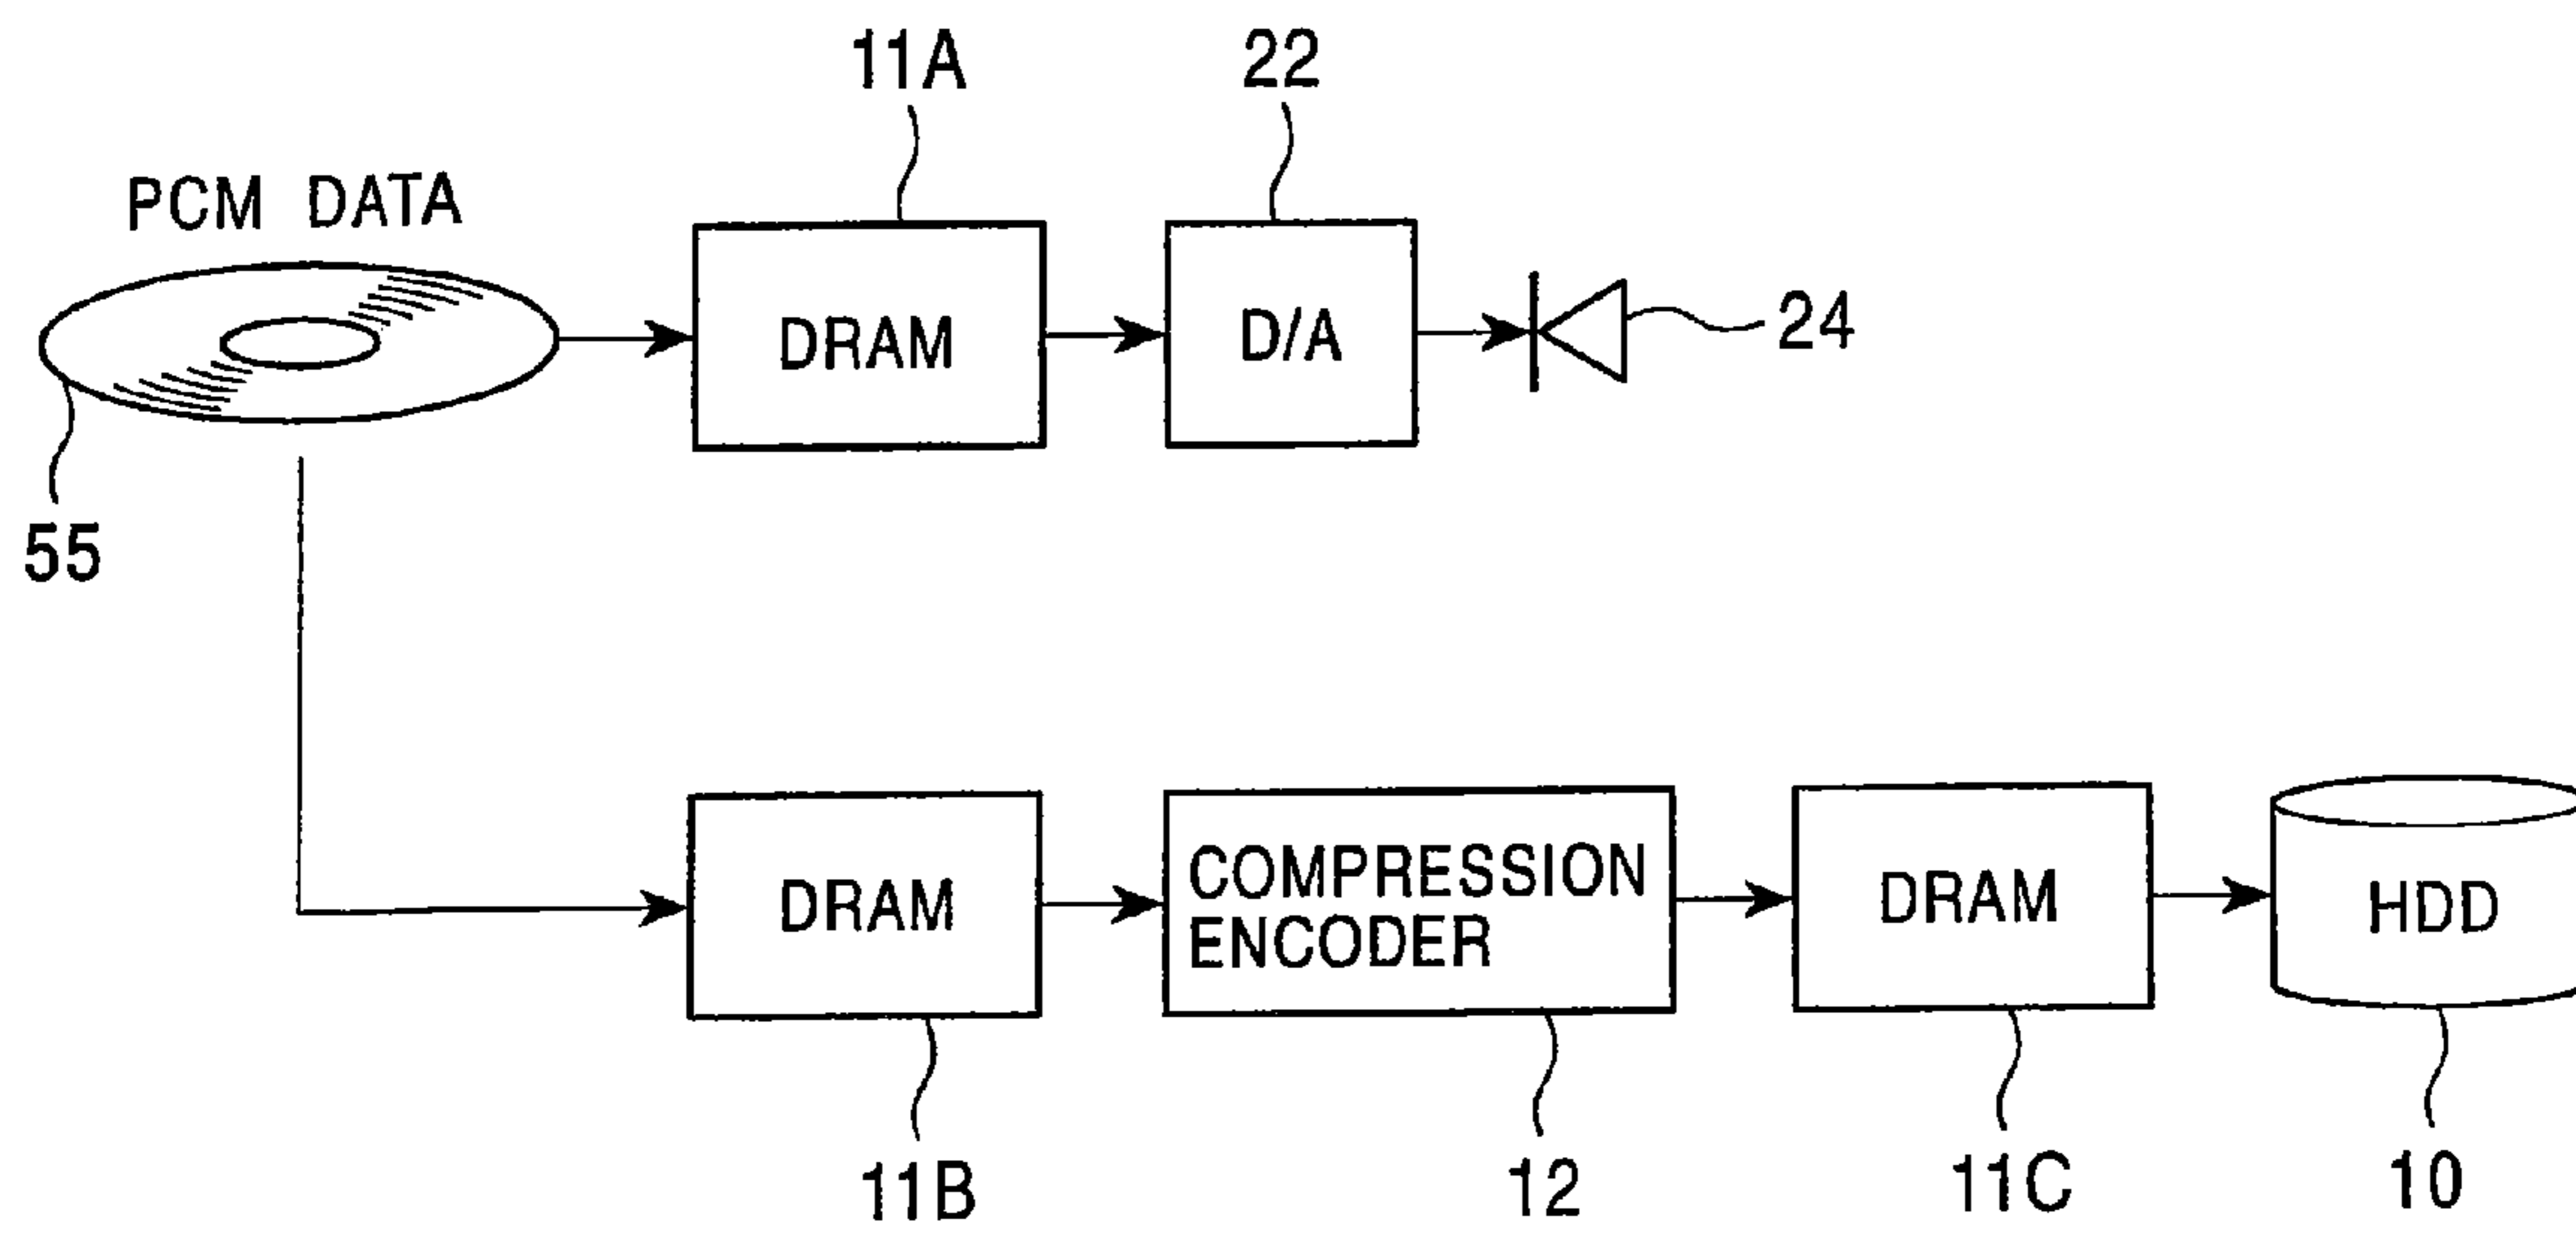 11A
22
PCM DATA
DRAM
D/A
24
55
DRAM
COMPRESSION
ENCODER
DRAM
HDD
11B
12
11C
10